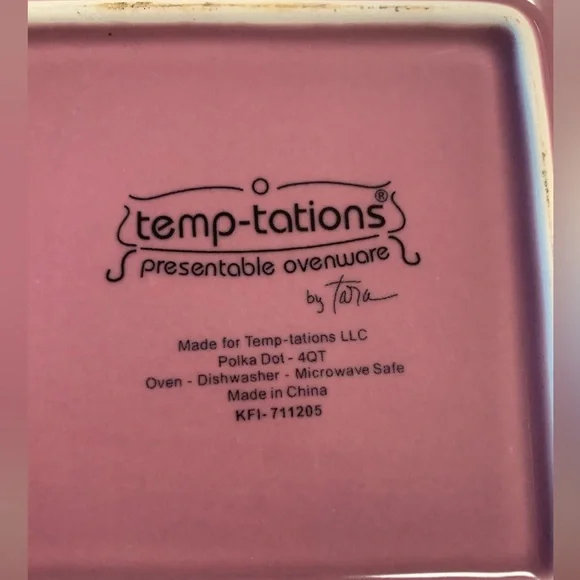 temp-tations®
presentable ovenware
by Tara
Made for Temp-tations LLC
Polka Dot - 4QT
Oven - Dishwasher - Microwave Safe
Made in China
KFI-711205